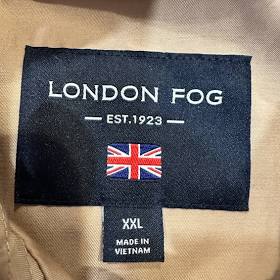 LONDON FOG
— EST.1923 —
XXL
MADE IN
VIETNAM